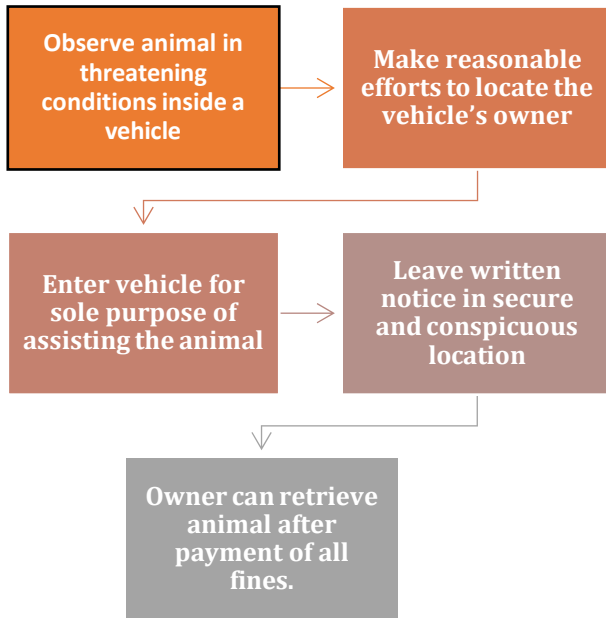 Observe animal in
threatening
conditions inside a
vehicle
Make reasonable
efforts to locate the
vehicle's owner
Enter vehicle for
sole purpose of
assisting the animal
Leave written
notice in secure
and conspicuous
location
Owner can retrieve
animal after
payment of all
fines.